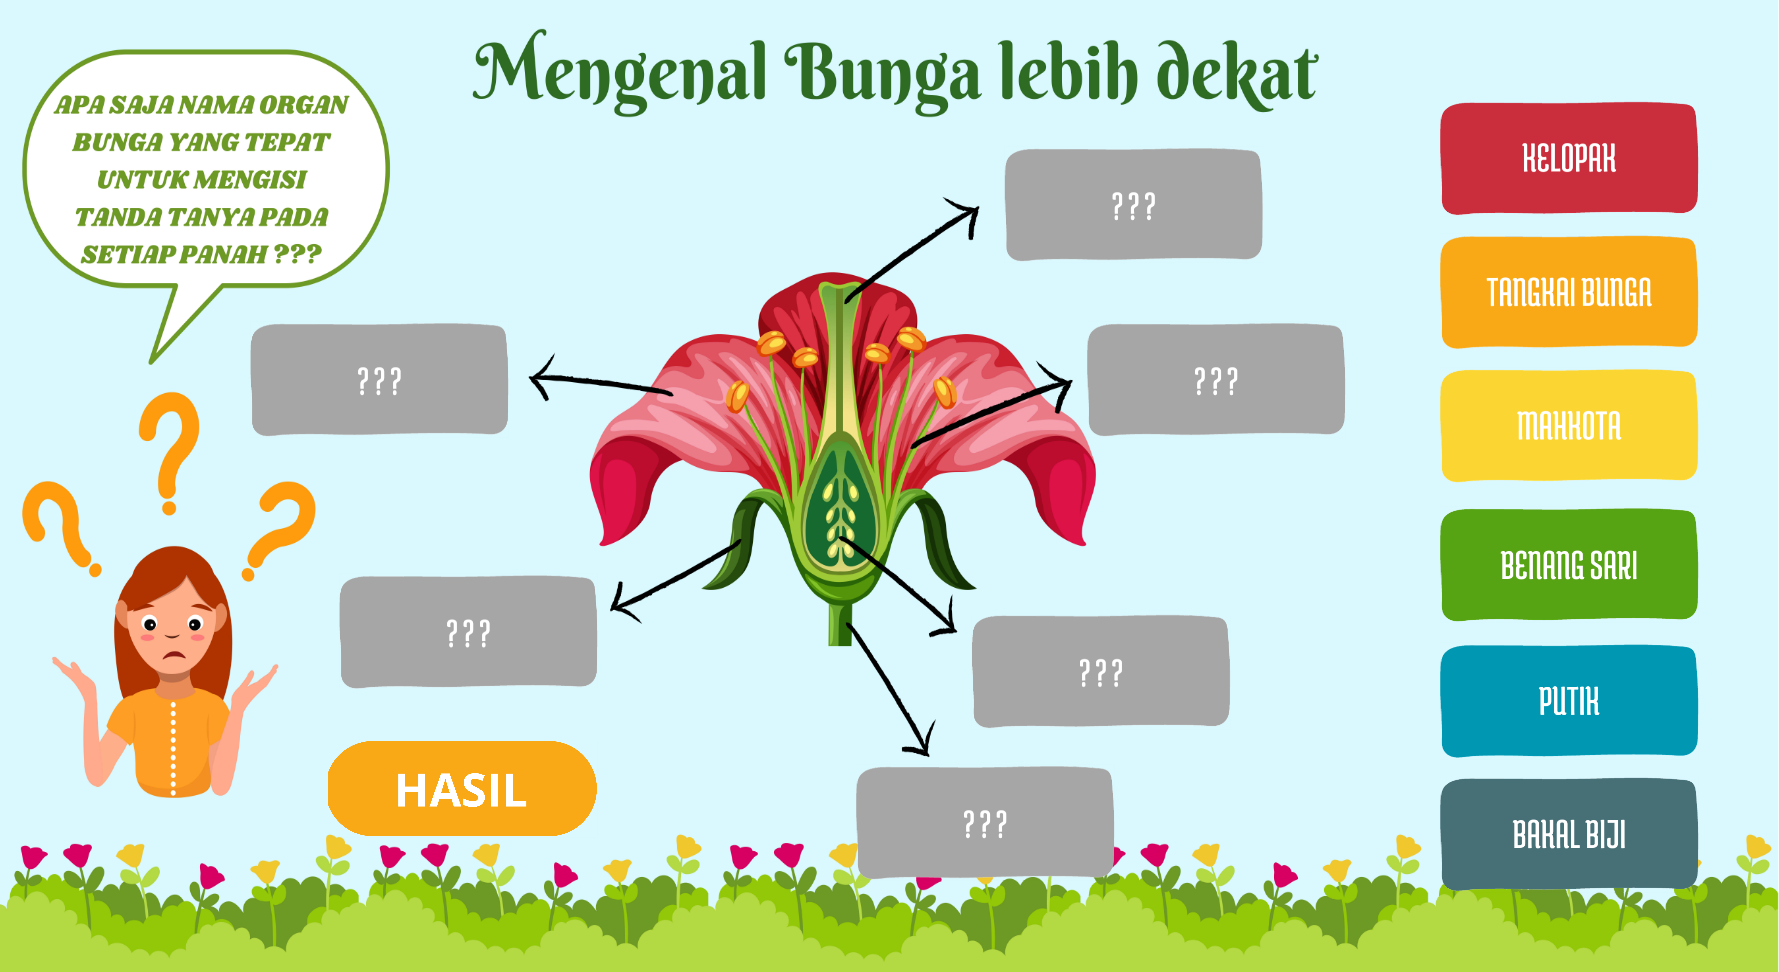 Mengenal Bunga lebih dekat
APA SAJA NAMA ORGAN
BUNGA YANG TEPAT
UNTUK MENGISI
TANDA TANYA PADA
SETIAP PANAH ???
???
???
???
???
???
???
HASIL
KELOPAK
TANGKAI BUNGA
MAHKOTA
BENANG SARI
PUTIK
BAKAL BIJI